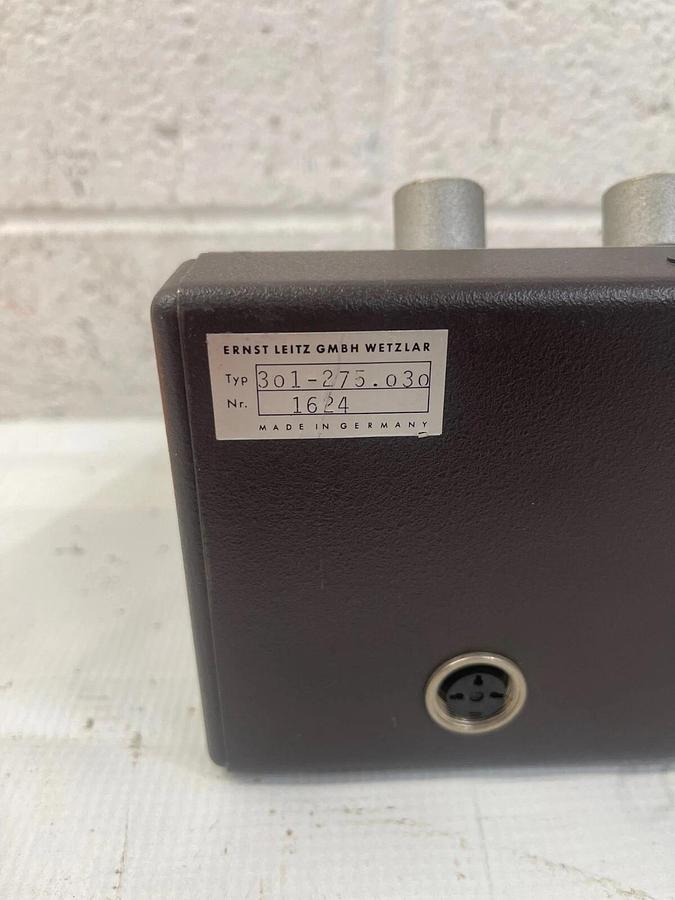 ERNST LEITZ GMBH WETZLAR
Typ 301-275.030
Nr. 1624
MADE IN GERMANY